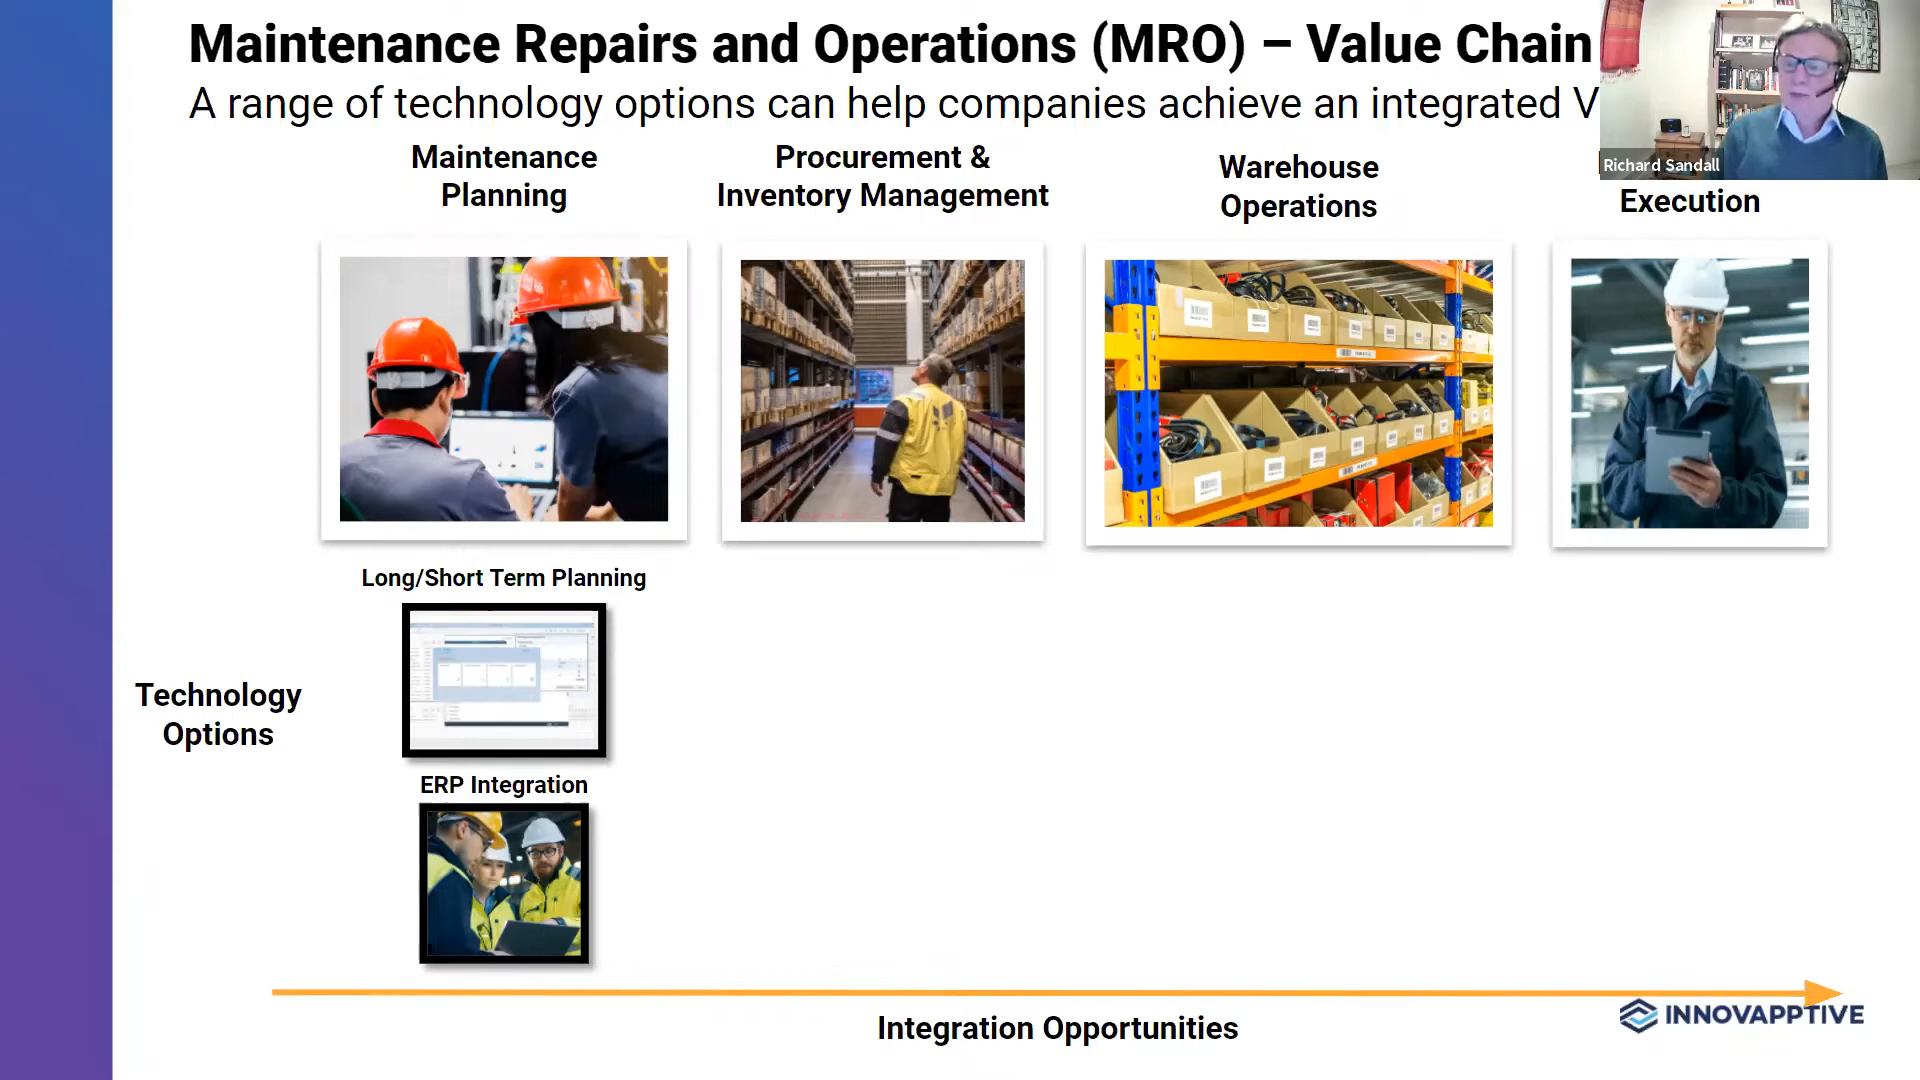 Maintenance Repairs and Operations (MRO) – Value Chain
A range of technology options can help companies achieve an integrated V
Richard Sandall
Maintenance
Planning
Procurement &
Inventory Management
Warehouse
Operations
Execution
Long/Short Term Planning
Technology
Options
ERP Integration
Integration Opportunities
INNOVAPPTIVE